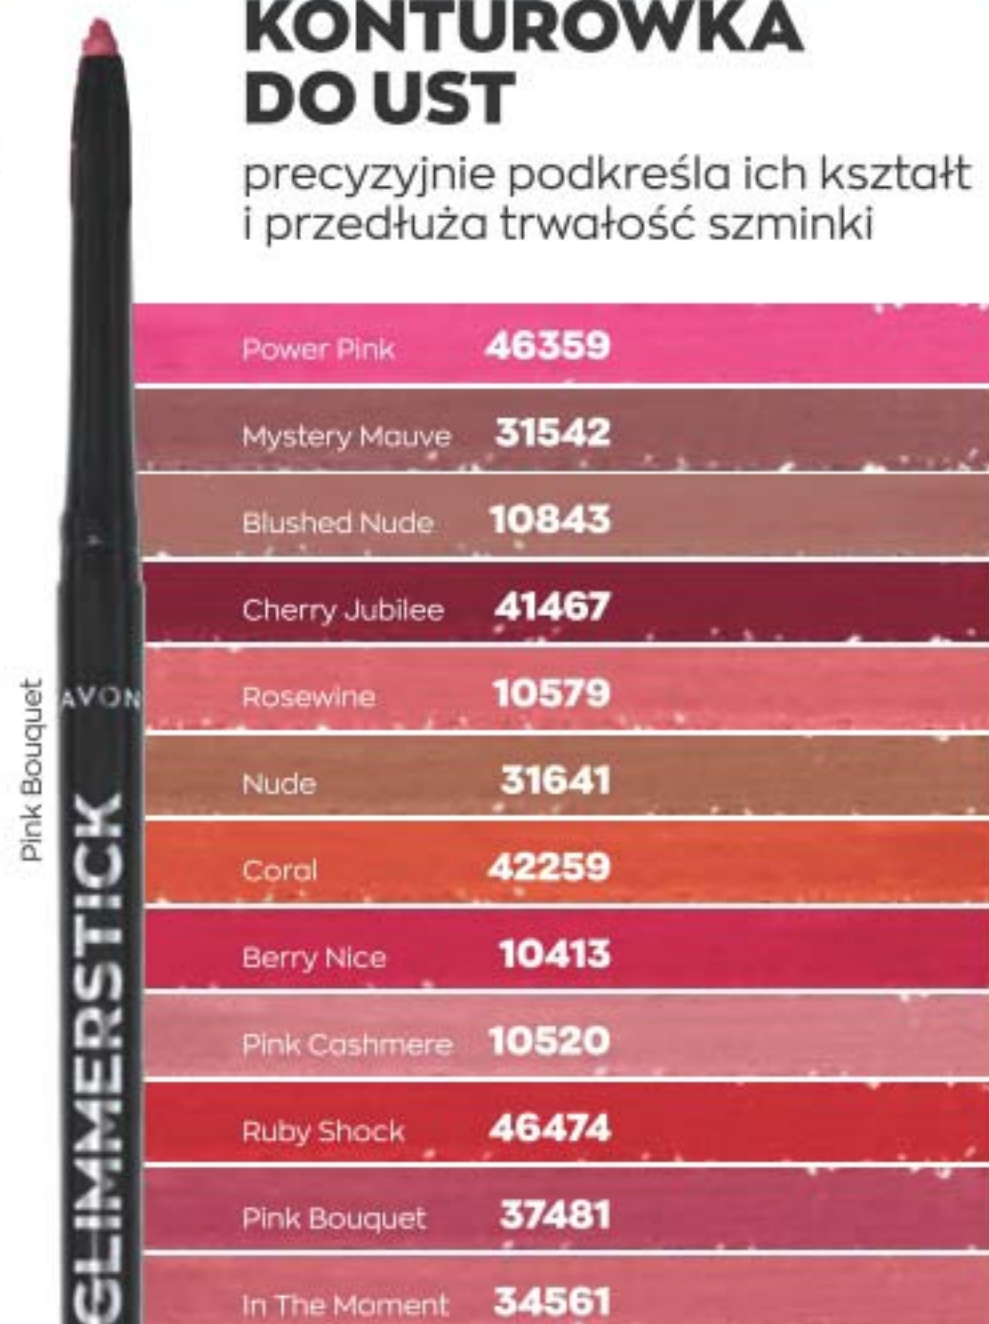 KONTURÓWKA
DO UST
precyzyjnie podkreśla ich kształt
i przedłuża trwałość szminki
Power Pink 46359
Mystery Mauve 31542
Blushed Nude 10843
Cherry Jubilee 41467
Rosewine 10579
Nude 31641
Coral 42259
Berry Nice 10413
Pink Cashmere 10520
Ruby Shock 46474
Pink Bouquet 37481
In The Moment 34561
Pink Bouquet
AVON
GLIMMERSTICK